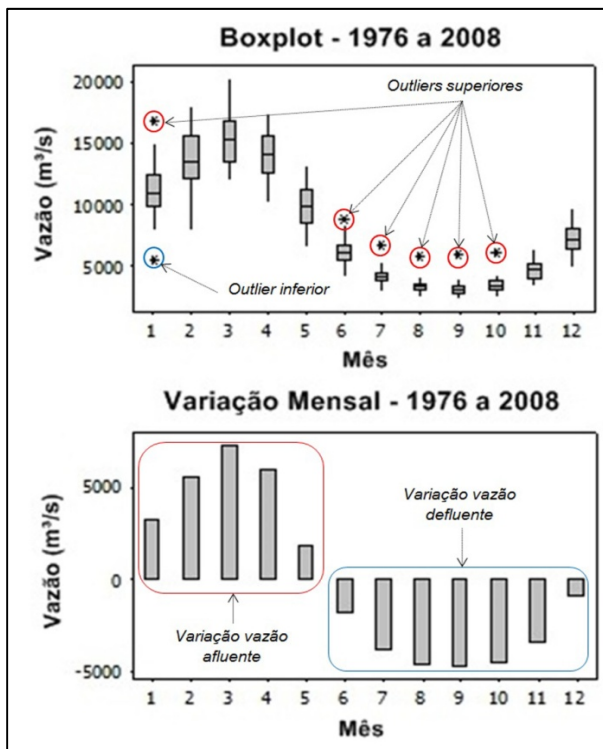 Boxplot - 1976 a 2008
Vazão (m³/s)
20000
15000
10000
5000
Outliers superiores
Outlier inferior
1 2 3 4 5 6 7 8 9 10 11 12
Mês
Variação Mensal - 1976 a 2008
Vazão (m³/s)
5000
0
-5000
Variação vazão
defluente
Variação vazão
afluente
1 2 3 4 5 6 7 8 9 10 11 12
Mês